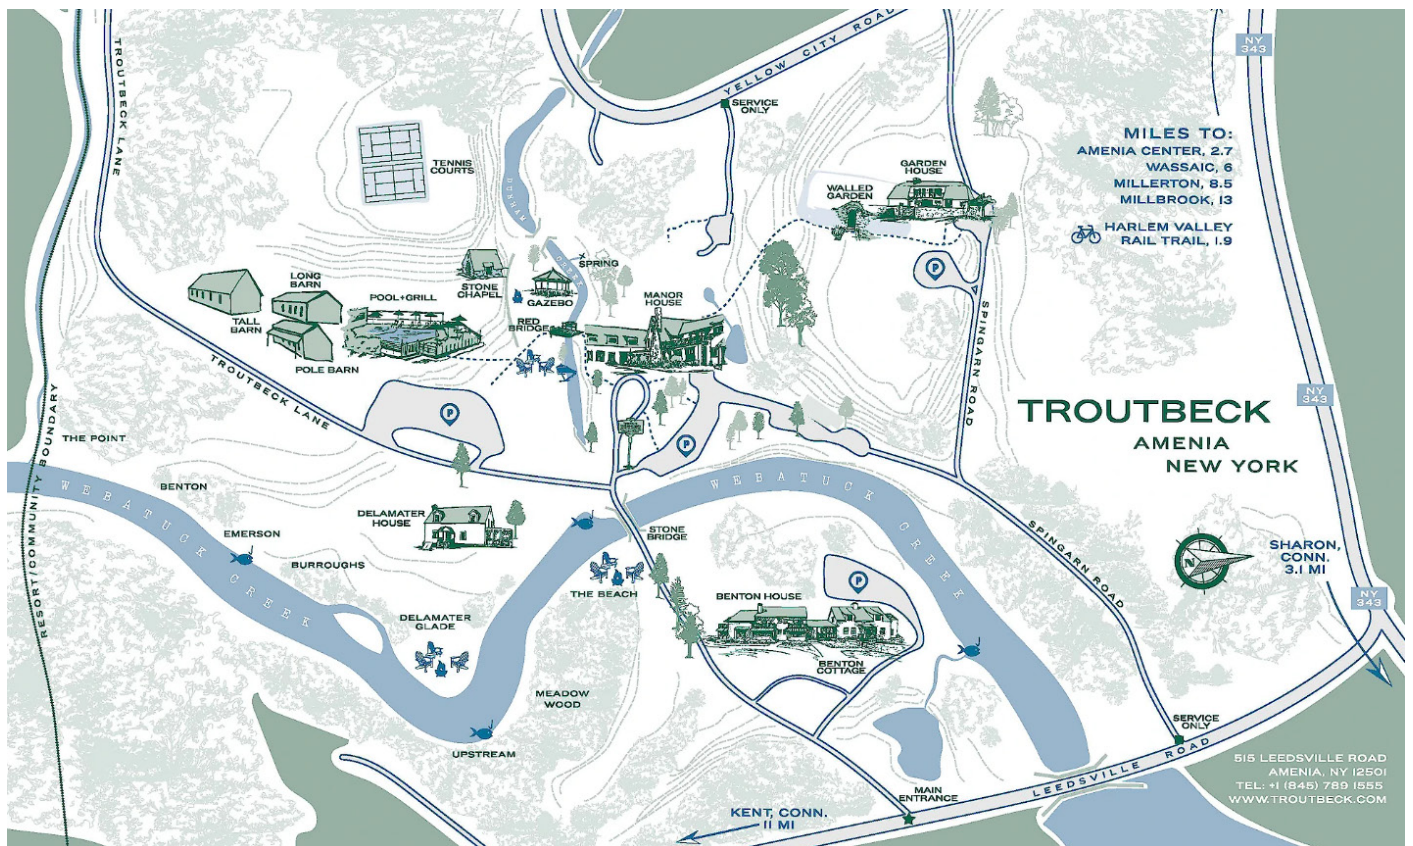 YELLOW CITY ROAD
NY
343
TROUTBECK LANE
SERVICE
ONLY
MILES TO:
AMENIA CENTER, 2.7
WASSAIC, 6
MILLERTON, 8.5
MILLBROOK, 13
HARLEM VALLEY
RAIL TRAIL, 1.9
TENNIS
COURTS
DUNHAM
GARDEN
HOUSE
WALLED
GARDEN
P
SPRING
STONE
CHAPEL
GAZEBO
LONG
BARN
TALL
BARN
POOL+GRILL
POLE BARN
RED
BRIDGE
MANOR
HOUSE
SPINGARN ROAD
TROUTBECK LANE
P
P
NY
343
TROUTBECK
AMENIA
NEW YORK
THE POINT
RESORT/COMMUNITY BOUNDARY
WEBATUCK CREEK
BENTON
EMERSON
BURROUGHS
DELAMATER
HOUSE
STONE
BRIDGE
WEBATUCK CREEK
SPINGARN ROAD
N
SHARON,
CONN.
3.1 MI
NY
343
THE BEACH
P
BENTON HOUSE
BENTON
COTTAGE
DELAMATER
GLADE
MEADOW
WOOD
UPSTREAM
SERVICE
ONLY
LEEDSVILLE ROAD
MAIN
ENTRANCE
KENT, CONN.
11 MI
515 LEEDSVILLE ROAD
AMENIA, NY 12501
TEL: +1 (845) 789 1555
WWW.TROUTBECK.COM